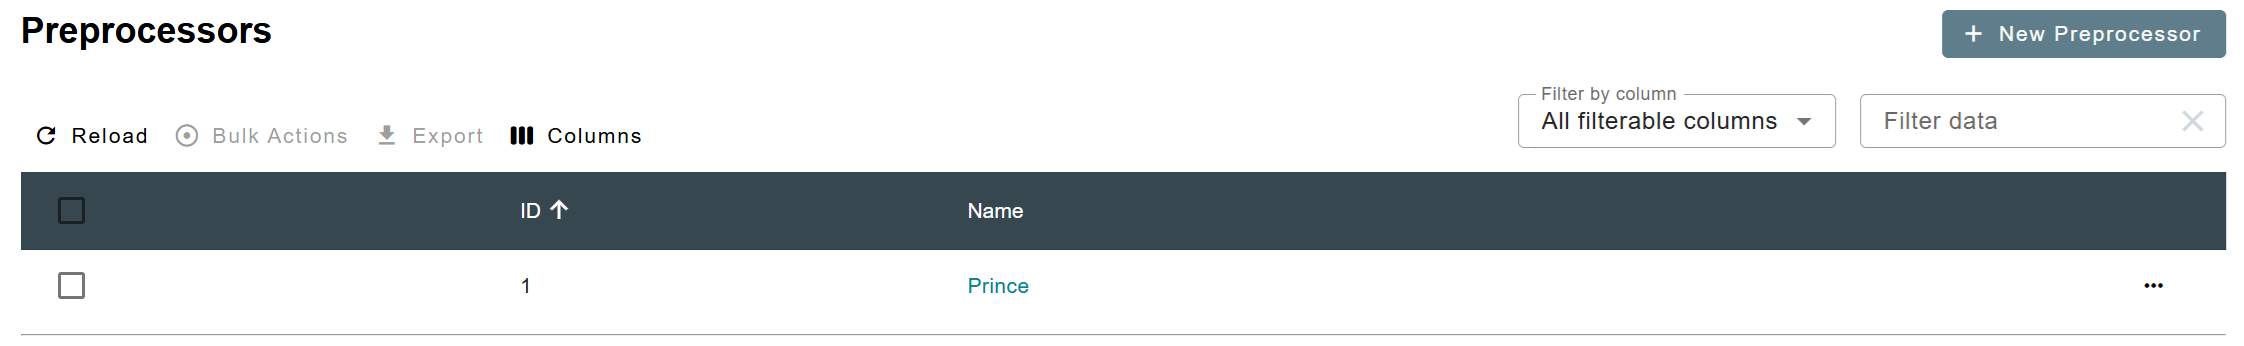 Preprocessors
New Preprocessor
Reload Bulk Actions Export Columns
Filter by column
All filterable columns
Filter data
ID Name
1 Prince